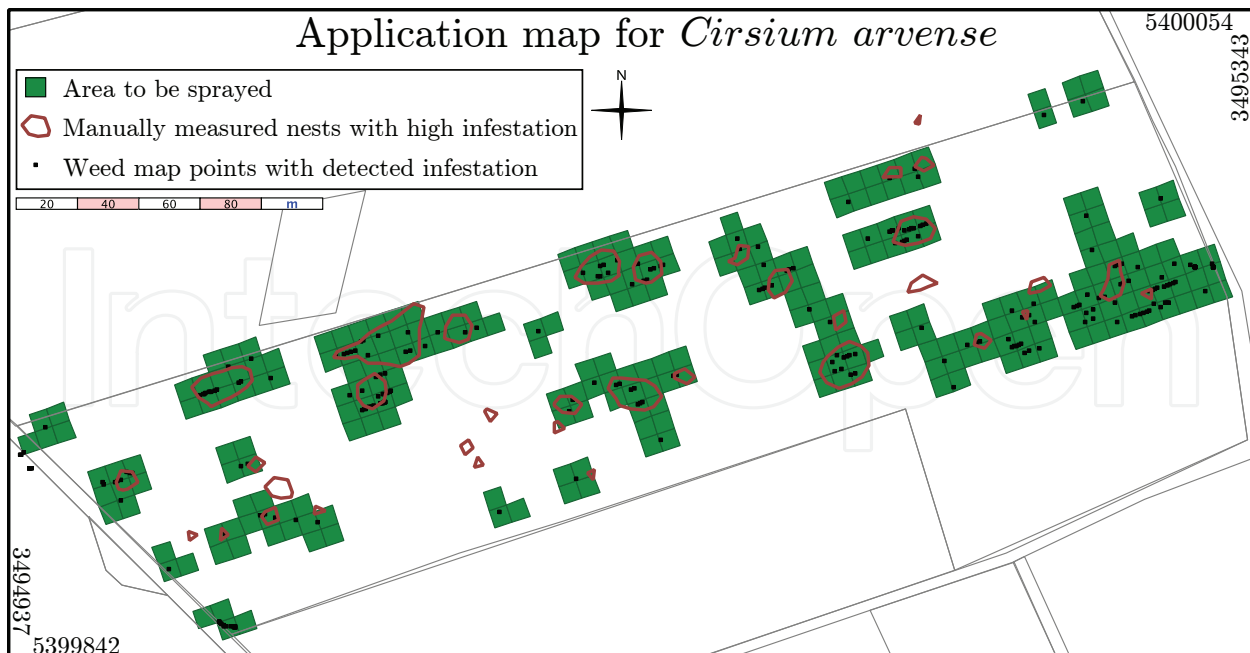 Application map for Cirsium arvense
5400054
3495343
N
Area to be sprayed
Manually measured nests with high infestation
Weed map points with detected infestation
20 40 60 80 m
IntechOpen
3494937
5399842